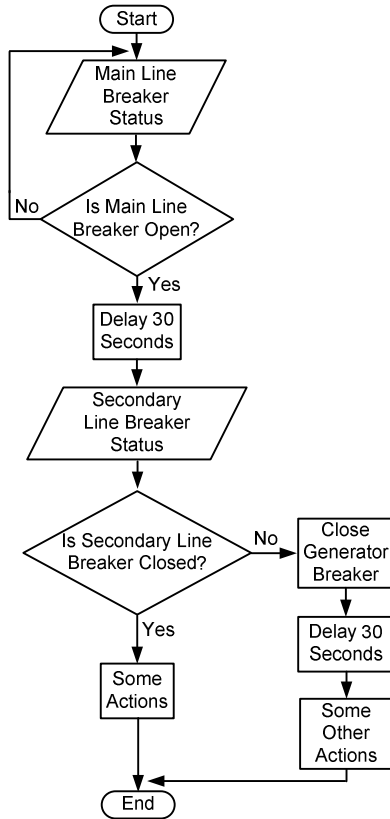 Start
Main Line
Breaker
Status
No
Is Main Line
Breaker Open?
Yes
Delay 30
Seconds
Secondary
Line Breaker
Status
Is Secondary Line
Breaker Closed?
No
Close
Generator
Breaker
Delay 30
Seconds
Some
Other
Actions
Yes
Some
Actions
End